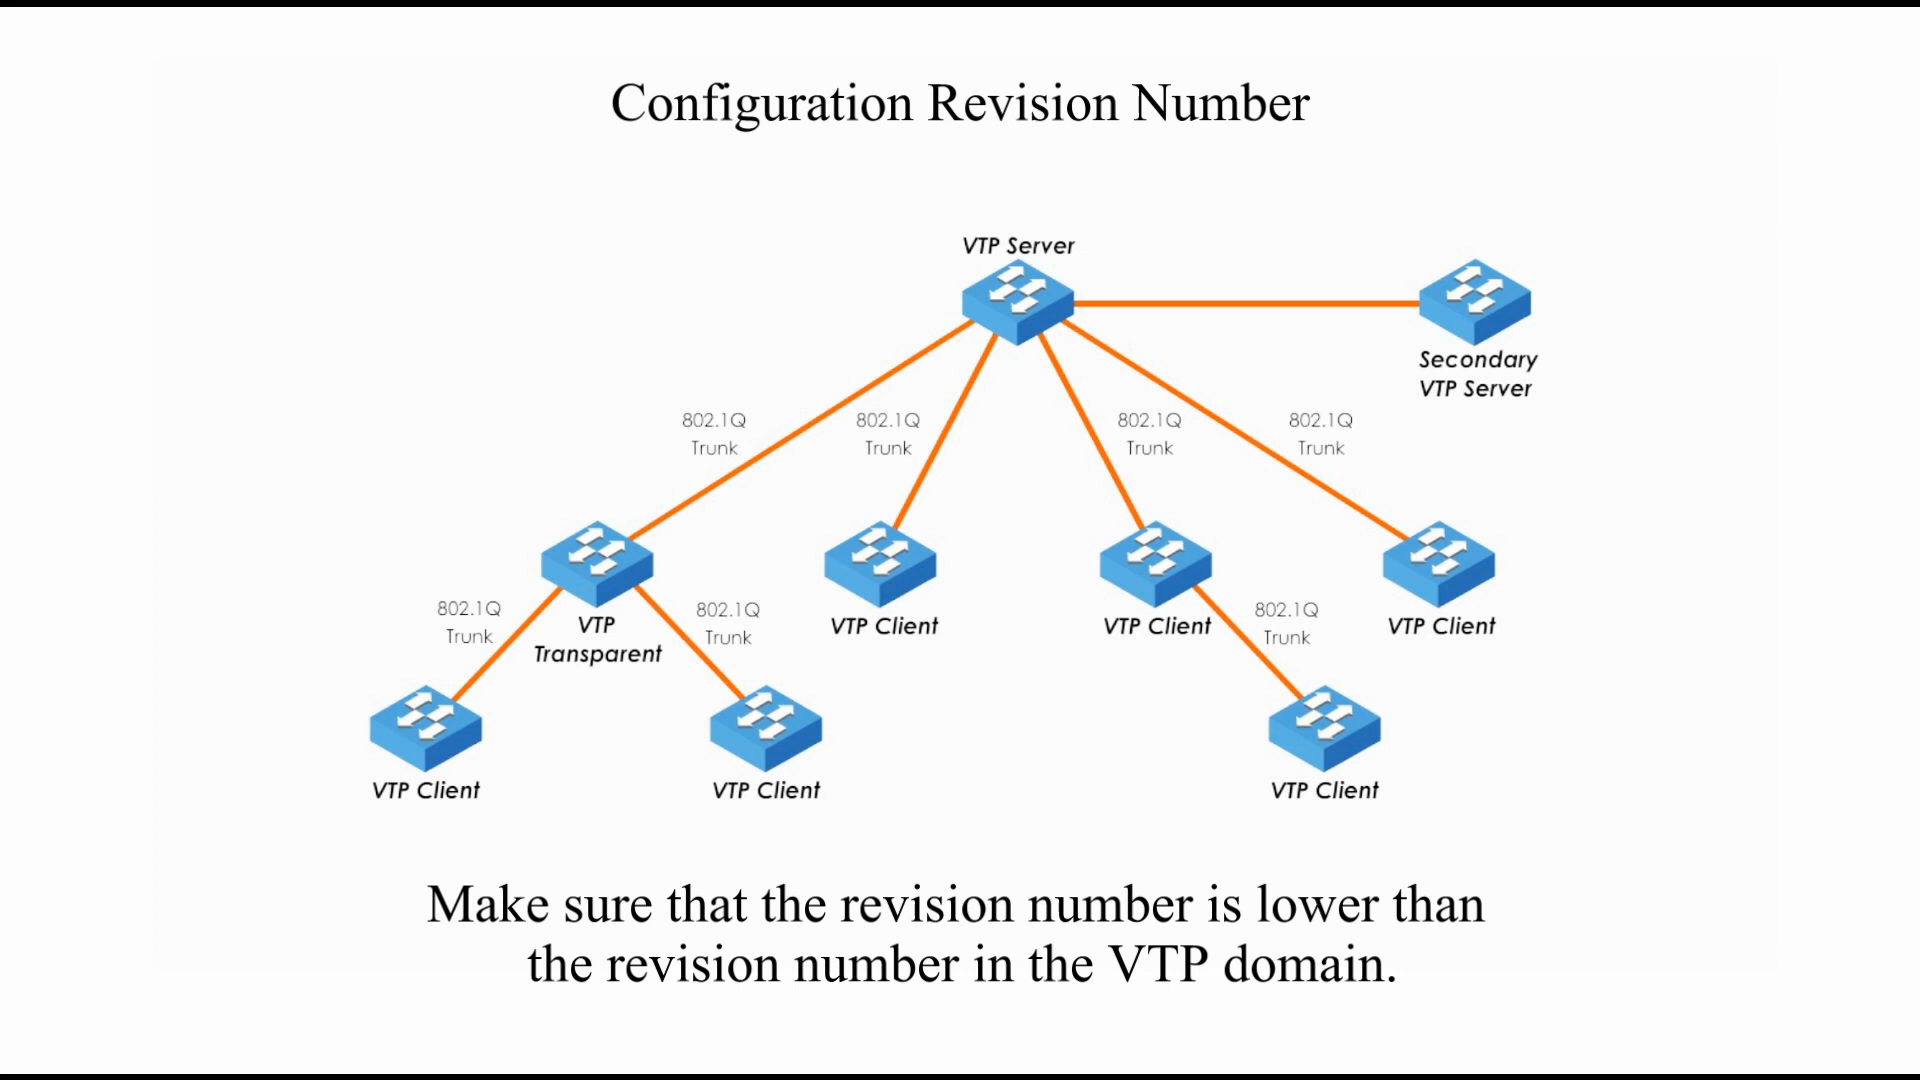 Configuration Revision Number
VTP Server
Secondary
VTP Server
802.1Q
Trunk
802.1Q
Trunk
802.1Q
Trunk
802.1Q
Trunk
802.1Q
Trunk
VTP
Transparent
802.1Q
Trunk
VTP Client
VTP Client
802.1Q
Trunk
VTP Client
VTP Client
VTP Client
VTP Client
Make sure that the revision number is lower than
the revision number in the VTP domain.